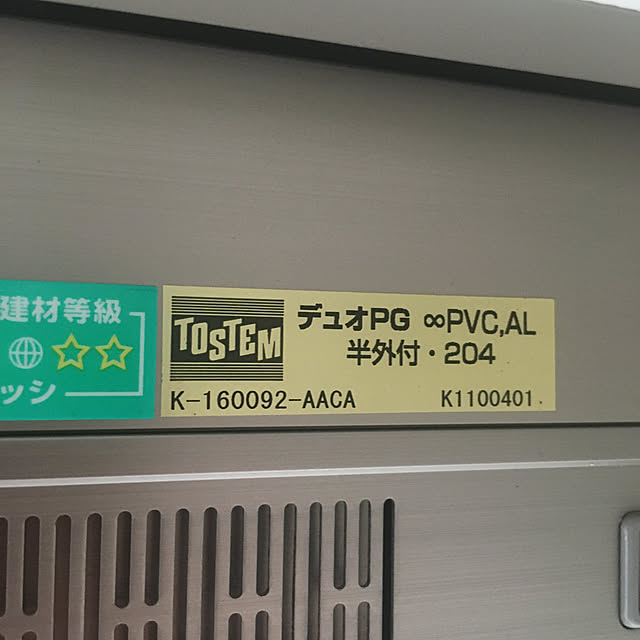 建材等級
☆☆
ッシ
TOSTEM
デュオPG ∞PVC,AL
半外付・204
K-160092-AACA K1100401